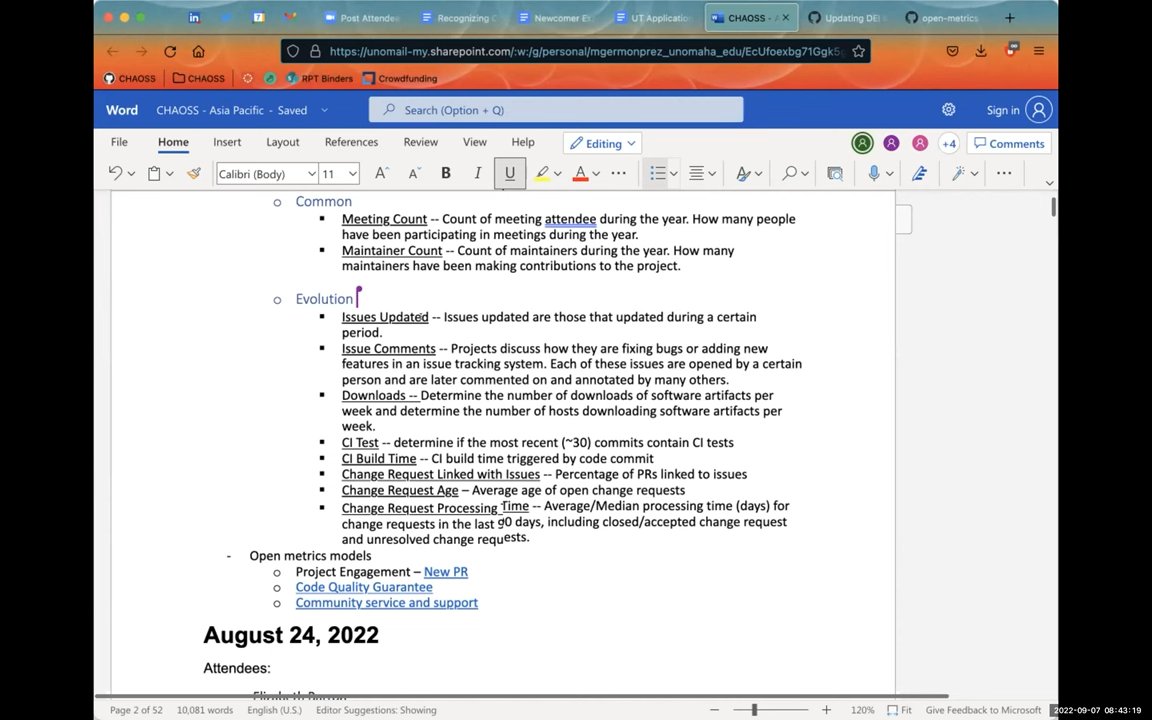 Post Attende
Recognizing C
Newcomer Ex
UT Application
CHAOSS - A
Updating DEI
open-metrics
https://unomail-my.sharepoint.com/:w:/g/personal/mgermonprez_unomaha_edu/EcUfoexbg71Ggk5
CHAOSS
CHAOSS
RPT Binders
Crowdfunding
Word
CHAOSS - Asia Pacific - Saved
Search (Option + Q)
Sign in
File
Home
Insert
Layout
References
Review
View
Help
Editing
+4
Comments
Calibri (Body)
11
Common
Meeting Count -- Count of meeting attendee during the year. How many people
have been participating in meetings during the year.
Maintainer Count -- Count of maintainers during the year. How many
maintainers have been making contributions to the project.
Evolution
Issues Updated -- Issues updated are those that updated during a certain
period.
Issue Comments -- Projects discuss how they are fixing bugs or adding new
features in an issue tracking system. Each of these issues are opened by a certain
person and are later commented on and annotated by many others.
Downloads -- Determine the number of downloads of software artifacts per
week and determine the number of hosts downloading software artifacts per
week.
CI Test -- determine if the most recent (~30) commits contain CI tests
CI Build Time -- CI build time triggered by code commit
Change Request Linked with Issues -- Percentage of PRs linked to issues
Change Request Age – Average age of open change requests
Change Request Processing Time -- Average/Median processing time (days) for
change requests in the last 90 days, including closed/accepted change request
and unresolved change requests.
- Open metrics models
Project Engagement – New PR
Code Quality Guarantee
Community service and support
August 24, 2022
Attendees:
Page 2 of 52
10,081 words
English (U.S.)
Editor Suggestions: Showing
120%
Fit
Give Feedback to Microsoft
2022-09-07 08:43:19